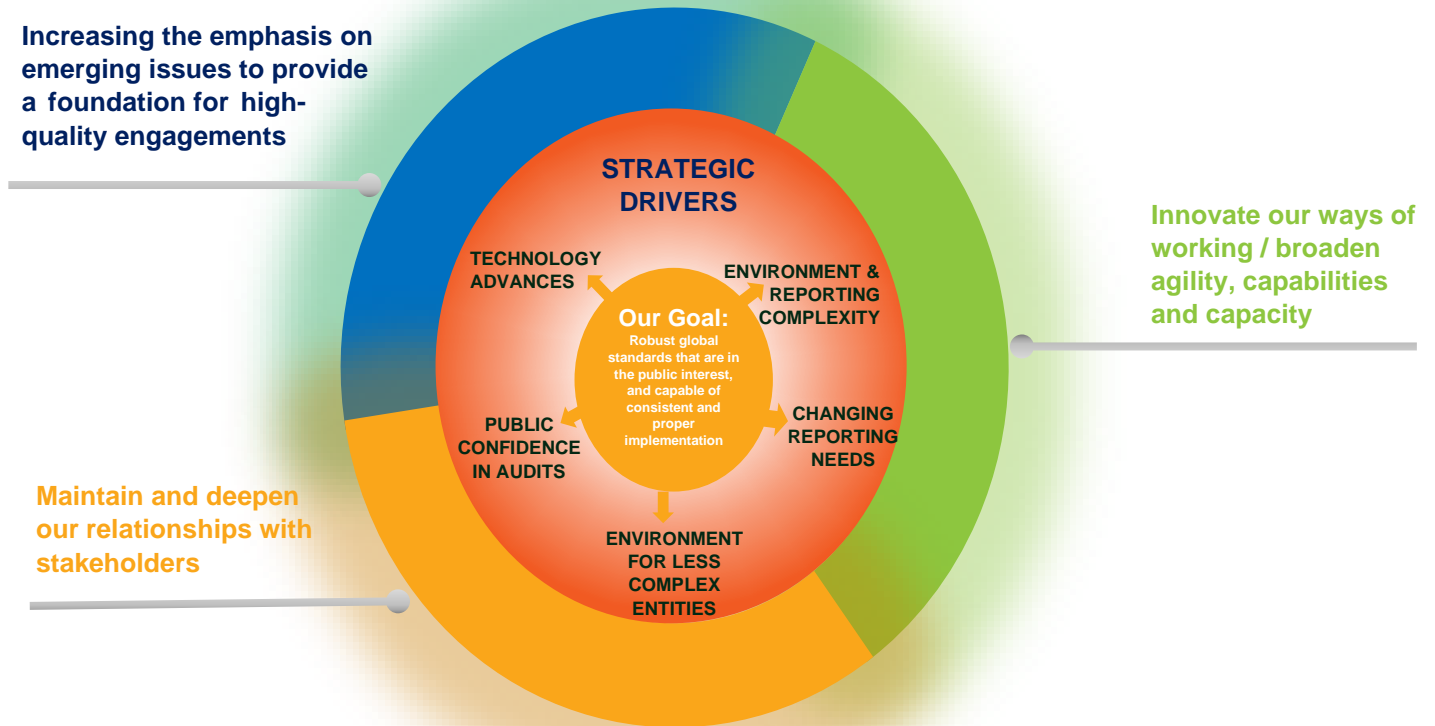 Increasing the emphasis on
emerging issues to provide
a foundation for high-
quality engagements
STRATEGIC
DRIVERS
TECHNOLOGY
ADVANCES
ENVIRONMENT &
REPORTING
COMPLEXITY
Our Goal:
Robust global
standards that are in
the public interest,
and capable of
consistent and
proper
implementation
PUBLIC
CONFIDENCE
IN AUDITS
CHANGING
REPORTING
NEEDS
ENVIRONMENT
FOR LESS
COMPLEX
ENTITIES
Innovate our ways of
working / broaden
agility, capabilities
and capacity
Maintain and deepen
our relationships with
stakeholders